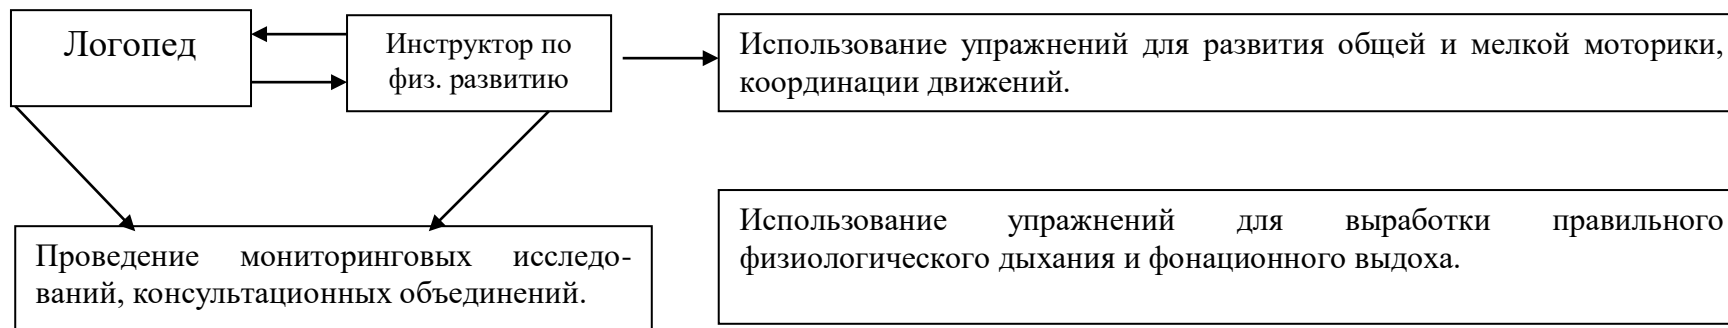 Логопед
Инструктор по
физ. развитию
Использование упражнений для развития общей и мелкой моторики,
координации движений.
Проведение мониторинговых исследо-
ваний, консультационных объединений.
Использование упражнений для выработки правильного
физиологического дыхания и фонационного выдоха.